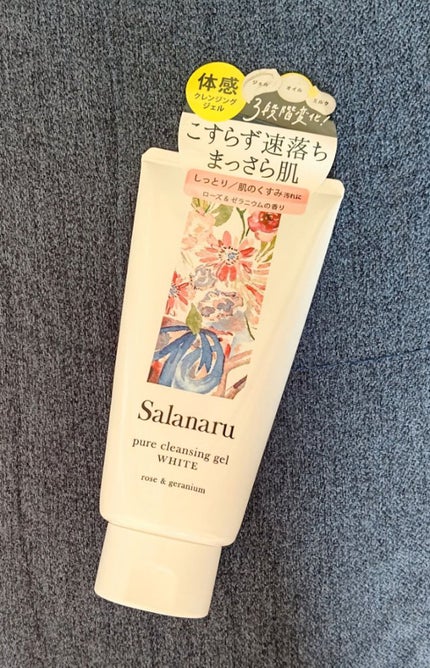 体感
クレンジング
ジェル
ジェル
オイル
ミルク
3段階変化!
こすらず速落ち
まっさら肌
しっとり/肌のくすみ汚れに
ローズ&ゼラニウムの香り
Salanaru
pure cleansing gel
WHITE
rose & geranium